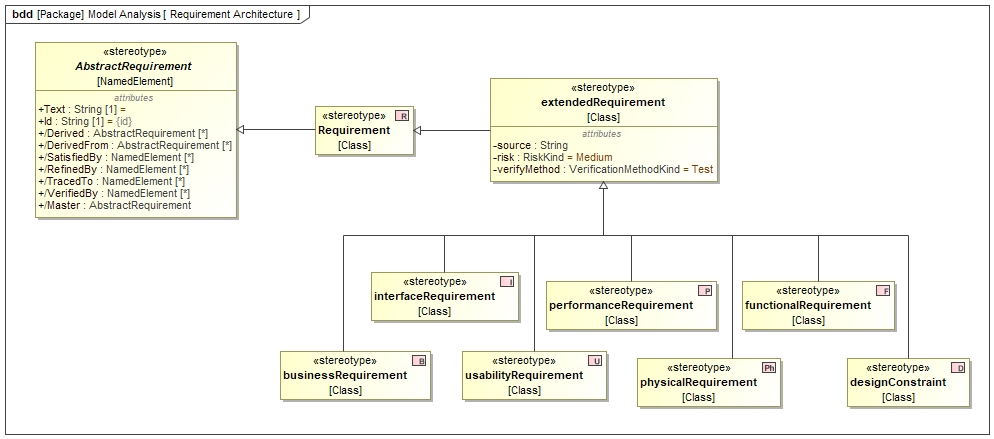 bdd [Package] Model Analysis [ Requirement Architecture ]
«stereotype»
AbstractRequirement
[NamedElement]
attributes
+Text : String [1] =
+Id : String [1] = {id}
+/Derived : AbstractRequirement [*]
+/DerivedFrom : AbstractRequirement [*]
+/SatisfiedBy : NamedElement [*]
+/RefinedBy : NamedElement [*]
+/TracedTo : NamedElement [*]
+/VerifiedBy : NamedElement [*]
+/Master : AbstractRequirement
«stereotype» R
Requirement
[Class]
«stereotype»
extendedRequirement
[Class]
attributes
-source : String
-risk : RiskKind = Medium
-verifyMethod : VerificationMethodKind = Test
«stereotype» I
interfaceRequirement
[Class]
«stereotype» P
performanceRequirement
[Class]
«stereotype» F
functionalRequirement
[Class]
«stereotype» B
businessRequirement
[Class]
«stereotype» U
usabilityRequirement
[Class]
«stereotype» Ph
physicalRequirement
[Class]
«stereotype» D
designConstraint
[Class]